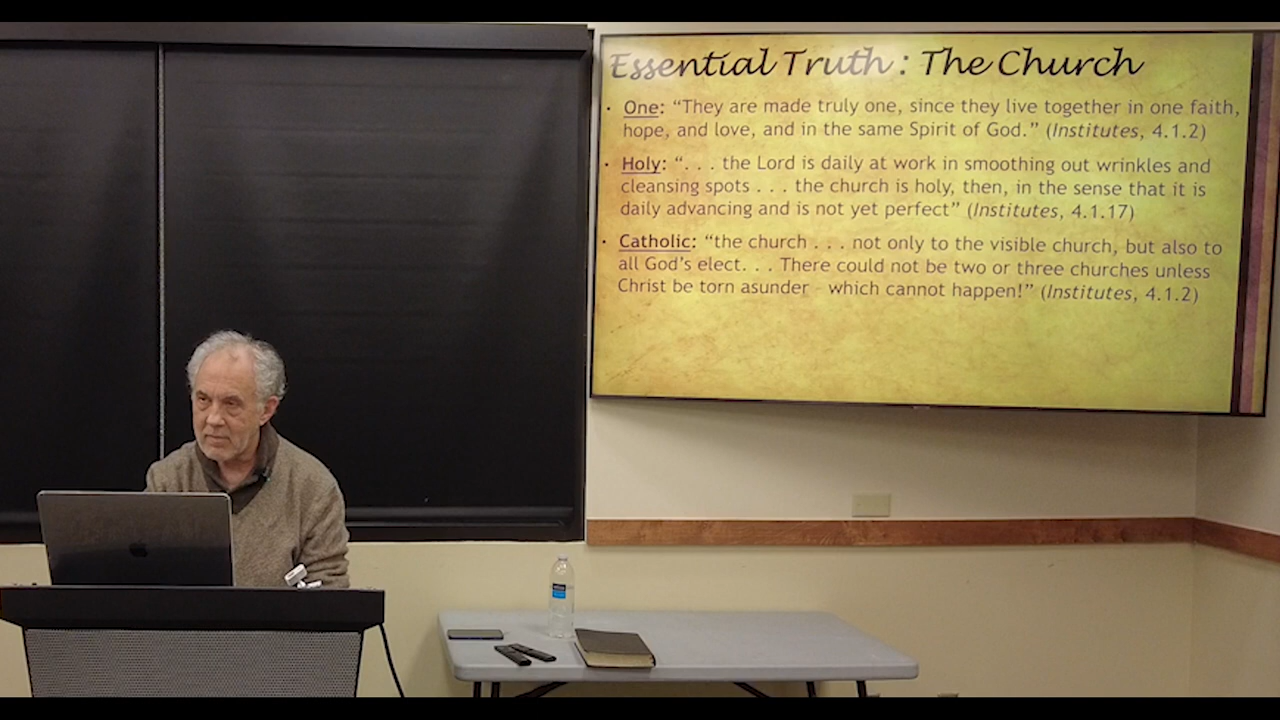 Essential Truth : The Church
• One: “They are made truly one, since they live together in one faith,
hope, and love, and in the same Spirit of God.” (Institutes, 4.1.2)
• Holy: “. . . the Lord is daily at work in smoothing out wrinkles and
cleansing spots . . . the church is holy, then, in the sense that it is
daily advancing and is not yet perfect” (Institutes, 4.1.17)
• Catholic: “the church . . . not only to the visible church, but also to
all God’s elect. . . There could not be two or three churches unless
Christ be torn asunder – which cannot happen!” (Institutes, 4.1.2)